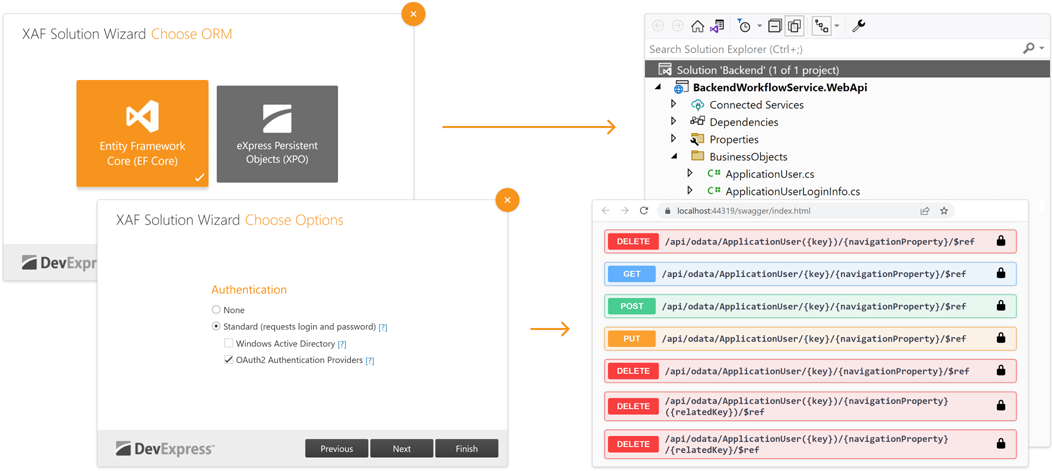 XAF Solution Wizard Choose ORM
Entity Framework
Core (EF Core)
eXpress Persistent
Objects (XPO)
DevExpr
XAF Solution Wizard Choose Options
Authentication
None
Standard (requests login and password) [?]
Windows Active Directory [?]
OAuth2 Authentication Providers [?]
DevExpress
Previous
Next
Finish
Search Solution Explorer (Ctrl+;)
Solution 'Backend' (1 of 1 project)
BackendWorkflowService.WebApi
Connected Services
Dependencies
Properties
BusinessObjects
C# ApplicationUser.cs
C# ApplicationUserLoginInfo.cs
localhost:44319/swagger/index.html
DELETE /api/odata/ApplicationUser({key})/{navigationProperty}/$ref
GET /api/odata/ApplicationUser/{key}/{navigationProperty}/$ref
POST /api/odata/ApplicationUser/{key}/{navigationProperty}/$ref
PUT /api/odata/ApplicationUser/{key}/{navigationProperty}/$ref
DELETE /api/odata/ApplicationUser/{key}/{navigationProperty}/$ref
DELETE /api/odata/ApplicationUser({key})/{navigationProperty}
({relatedKey})/$ref
DELETE /api/odata/ApplicationUser({key})/{navigationProperty}
/{relatedKey}/$ref